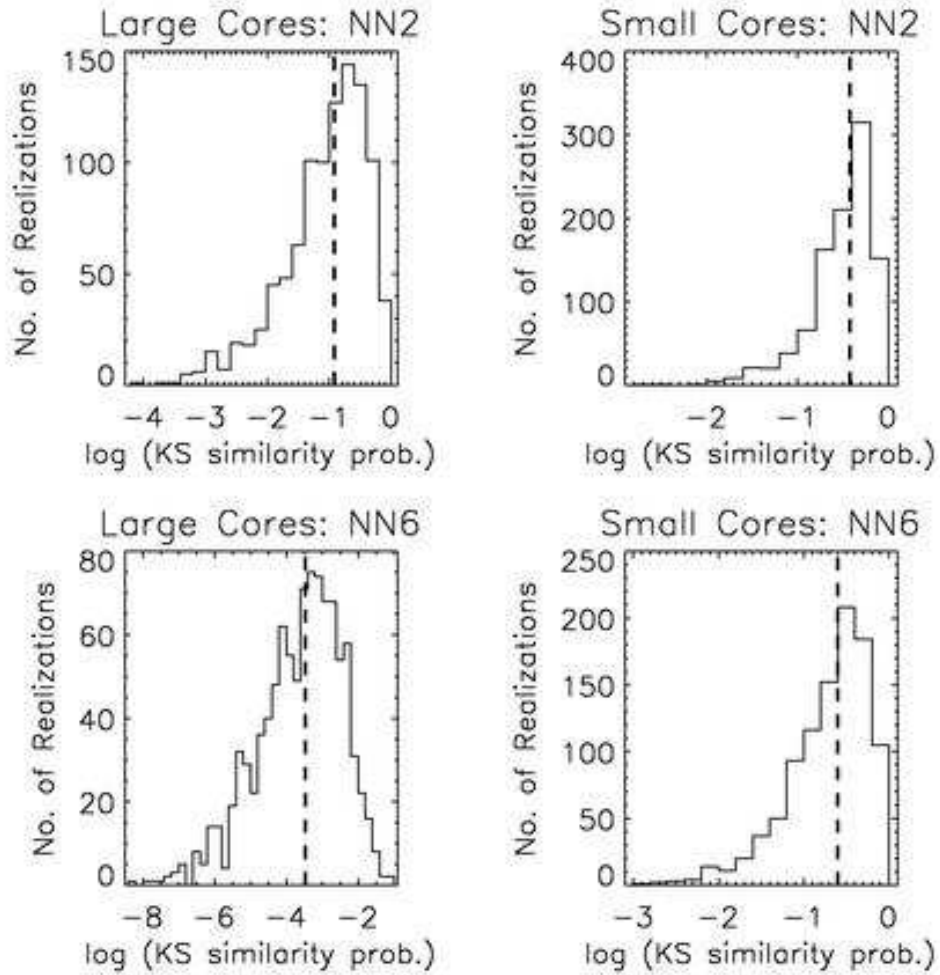 Large Cores: NN2
Small Cores: NN2
No. of Realizations
150
100
50
0
−4 −3 −2 −1 0
log (KS similarity prob.)
No. of Realizations
400
300
200
100
0
−2 −1 0
log (KS similarity prob.)
Large Cores: NN6
Small Cores: NN6
No. of Realizations
80
60
40
20
0
−8 −6 −4 −2
log (KS similarity prob.)
No. of Realizations
250
200
150
100
50
0
−3 −2 −1 0
log (KS similarity prob.)